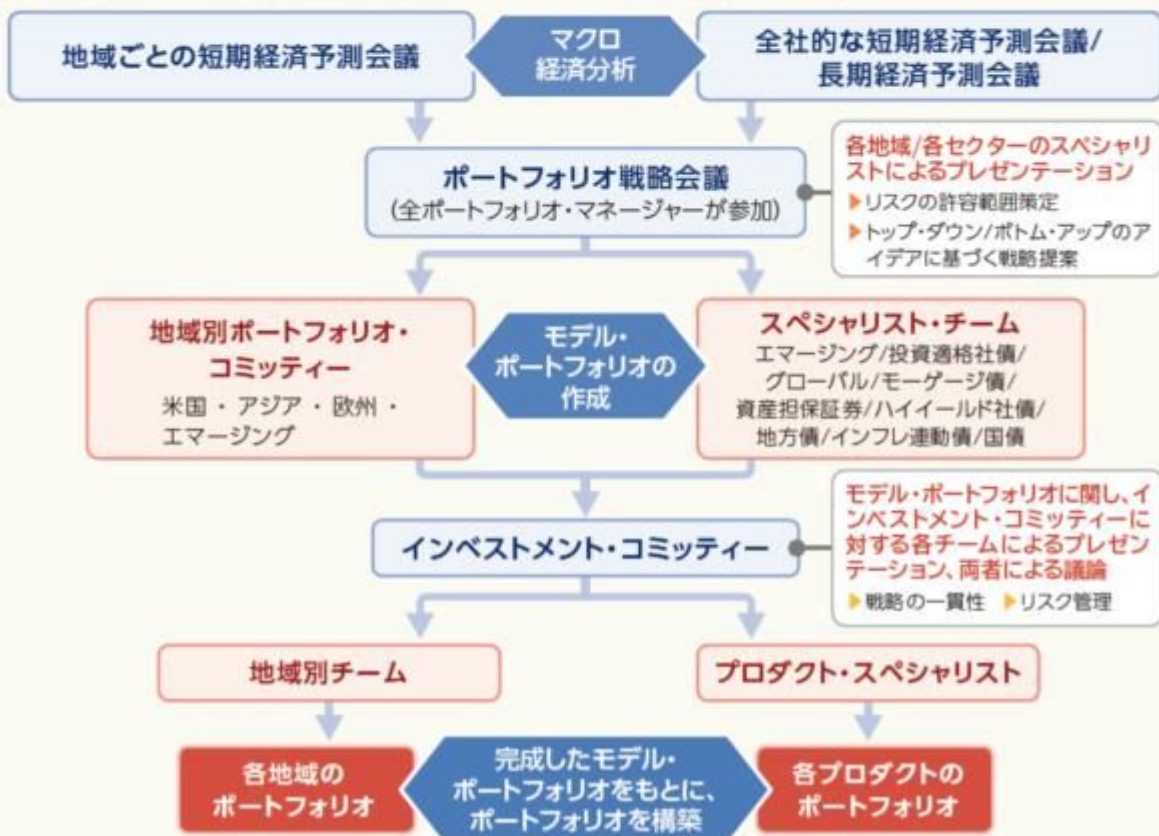 地域ごとの短期経済予測会議
マクロ
経済分析
全社的な短期経済予測会議/
長期経済予測会議
ポートフォリオ戦略会議
(全ポートフォリオ・マネージャーが参加)
各地域/各セクターのスペシャリ
ストによるプレゼンテーション
▶リスクの許容範囲策定
▶トップ・ダウン/ボトム・アップのア
イデアに基づく戦略提案
地域別ポートフォリオ・
コミッティー
米国・アジア・欧州・
エマージング
モデル・
ポートフォリオの
作成
スペシャリスト・チーム
エマージング/投資適格社債/
グローバル/モーゲージ債/
資産担保証券/ハイイールド社債/
地方債/インフレ連動債/国債
インベストメント・コミッティー
モデル・ポートフォリオに関し、イ
ンベストメント・コミッティーに
対する各チームによるプレゼン
テーション、両者による議論
▶戦略の一貫性 ▶リスク管理
地域別チーム
プロダクト・スペシャリスト
各地域の
ポートフォリオ
完成したモデル・
ポートフォリオをもとに、
ポートフォリオを構築
各プロダクトの
ポートフォリオ